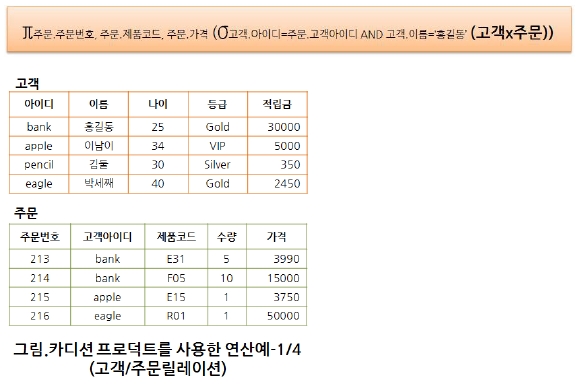 π주문.주문번호, 주문.제품코드, 주문.가격 (σ고객.아이디=주문.고객아이디 AND 고객.이름='홍길동' (고객x주문))
고객
아이디 이름 나이 등급 적립금
bank 홍길동 25 Gold 30000
apple 이남이 34 VIP 5000
pencil 김둘 30 Silver 350
eagle 박세째 40 Gold 2450
주문
주문번호 고객아이디 제품코드 수량 가격
213 bank E31 5 3990
214 bank F05 10 15000
215 apple E15 1 3750
216 eagle R01 1 50000
그림.카디션 프로덕트를 사용한 연산예-1/4
(고객/주문릴레이션)